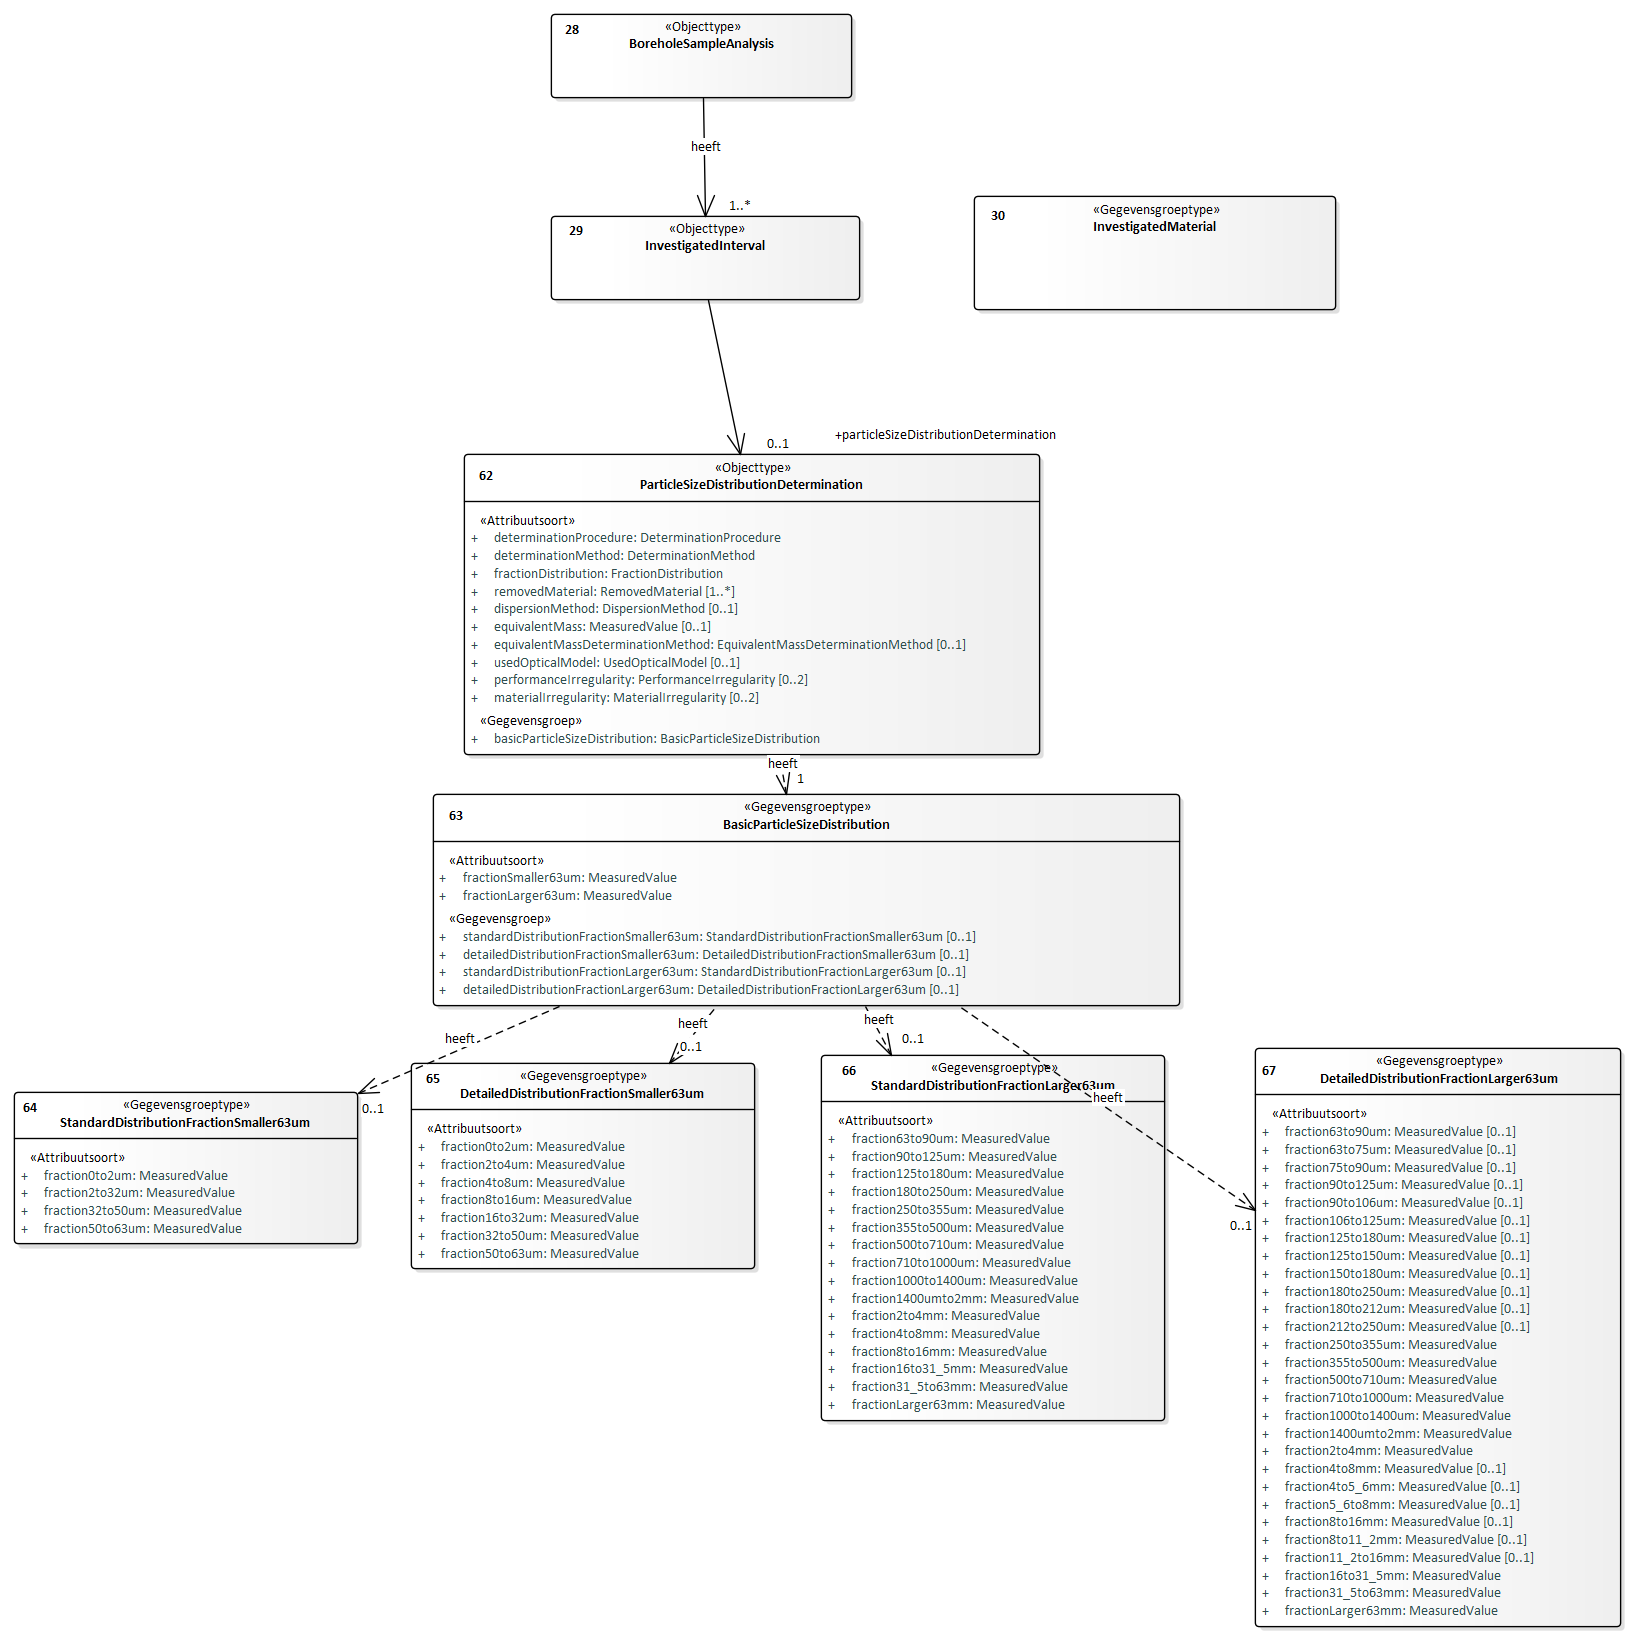 28
«Objecttype»
BoreholeSampleAnalysis
heeft
1..*
29
«Objecttype»
InvestigatedInterval
30
«Gegevensgroeptype»
InvestigatedMaterial
0..1
+particleSizeDistributionDetermination
62
«Objecttype»
ParticleSizeDistributionDetermination
«Attribuutsoort»
+ determinationProcedure: DeterminationProcedure
+ determinationMethod: DeterminationMethod
+ fractionDistribution: FractionDistribution
+ removedMaterial: RemovedMaterial [1..*]
+ dispersionMethod: DispersionMethod [0..1]
+ equivalentMass: MeasuredValue [0..1]
+ equivalentMassDeterminationMethod: EquivalentMassDeterminationMethod [0..1]
+ usedOpticalModel: UsedOpticalModel [0..1]
+ performanceIrregularity: PerformanceIrregularity [0..2]
+ materialIrregularity: MaterialIrregularity [0..2]
«Gegevensgroep»
+ basicParticleSizeDistribution: BasicParticleSizeDistribution
heeft
1
63
«Gegevensgroeptype»
BasicParticleSizeDistribution
«Attribuutsoort»
+ fractionSmaller63um: MeasuredValue
+ fractionLarger63um: MeasuredValue
«Gegevensgroep»
+ standardDistributionFractionSmaller63um: StandardDistributionFractionSmaller63um [0..1]
+ detailedDistributionFractionSmaller63um: DetailedDistributionFractionSmaller63um [0..1]
+ standardDistributionFractionLarger63um: StandardDistributionFractionLarger63um [0..1]
+ detailedDistributionFractionLarger63um: DetailedDistributionFractionLarger63um [0..1]
heeft
0..1
heeft
0..1
heeft
0..1
heeft
0..1
64
«Gegevensgroeptype»
StandardDistributionFractionSmaller63um
«Attribuutsoort»
+ fraction0to2um: MeasuredValue
+ fraction2to32um: MeasuredValue
+ fraction32to50um: MeasuredValue
+ fraction50to63um: MeasuredValue
65
«Gegevensgroeptype»
DetailedDistributionFractionSmaller63um
«Attribuutsoort»
+ fraction0to2um: MeasuredValue
+ fraction2to4um: MeasuredValue
+ fraction4to8um: MeasuredValue
+ fraction8to16um: MeasuredValue
+ fraction16to32um: MeasuredValue
+ fraction32to50um: MeasuredValue
+ fraction50to63um: MeasuredValue
66
«Gegevensgroeptype»
StandardDistributionFractionLarger63um
«Attribuutsoort»
+ fraction63to90um: MeasuredValue
+ fraction90to125um: MeasuredValue
+ fraction125to180um: MeasuredValue
+ fraction180to250um: MeasuredValue
+ fraction250to355um: MeasuredValue
+ fraction355to500um: MeasuredValue
+ fraction500to710um: MeasuredValue
+ fraction710to1000um: MeasuredValue
+ fraction1000to1400um: MeasuredValue
+ fraction1400umto2mm: MeasuredValue
+ fraction2to4mm: MeasuredValue
+ fraction4to8mm: MeasuredValue
+ fraction8to16mm: MeasuredValue
+ fraction16to31_5mm: MeasuredValue
+ fraction31_5to63mm: MeasuredValue
+ fractionLarger63mm: MeasuredValue
67
«Gegevensgroeptype»
DetailedDistributionFractionLarger63um
«Attribuutsoort»
+ fraction63to90um: MeasuredValue [0..1]
+ fraction63to75um: MeasuredValue [0..1]
+ fraction75to90um: MeasuredValue [0..1]
+ fraction90to125um: MeasuredValue [0..1]
+ fraction90to106um: MeasuredValue [0..1]
+ fraction106to125um: MeasuredValue [0..1]
+ fraction125to180um: MeasuredValue [0..1]
+ fraction125to150um: MeasuredValue [0..1]
+ fraction150to180um: MeasuredValue [0..1]
+ fraction180to250um: MeasuredValue [0..1]
+ fraction180to212um: MeasuredValue [0..1]
+ fraction212to250um: MeasuredValue [0..1]
+ fraction250to355um: MeasuredValue
+ fraction355to500um: MeasuredValue
+ fraction500to710um: MeasuredValue
+ fraction710to1000um: MeasuredValue
+ fraction1000to1400um: MeasuredValue
+ fraction1400umto2mm: MeasuredValue
+ fraction2to4mm: MeasuredValue
+ fraction4to8mm: MeasuredValue [0..1]
+ fraction4to5_6mm: MeasuredValue [0..1]
+ fraction5_6to8mm: MeasuredValue [0..1]
+ fraction8to16mm: MeasuredValue [0..1]
+ fraction8to11_2mm: MeasuredValue [0..1]
+ fraction11_2to16mm: MeasuredValue [0..1]
+ fraction16to31_5mm: MeasuredValue
+ fraction31_5to63mm: MeasuredValue
+ fractionLarger63mm: MeasuredValue